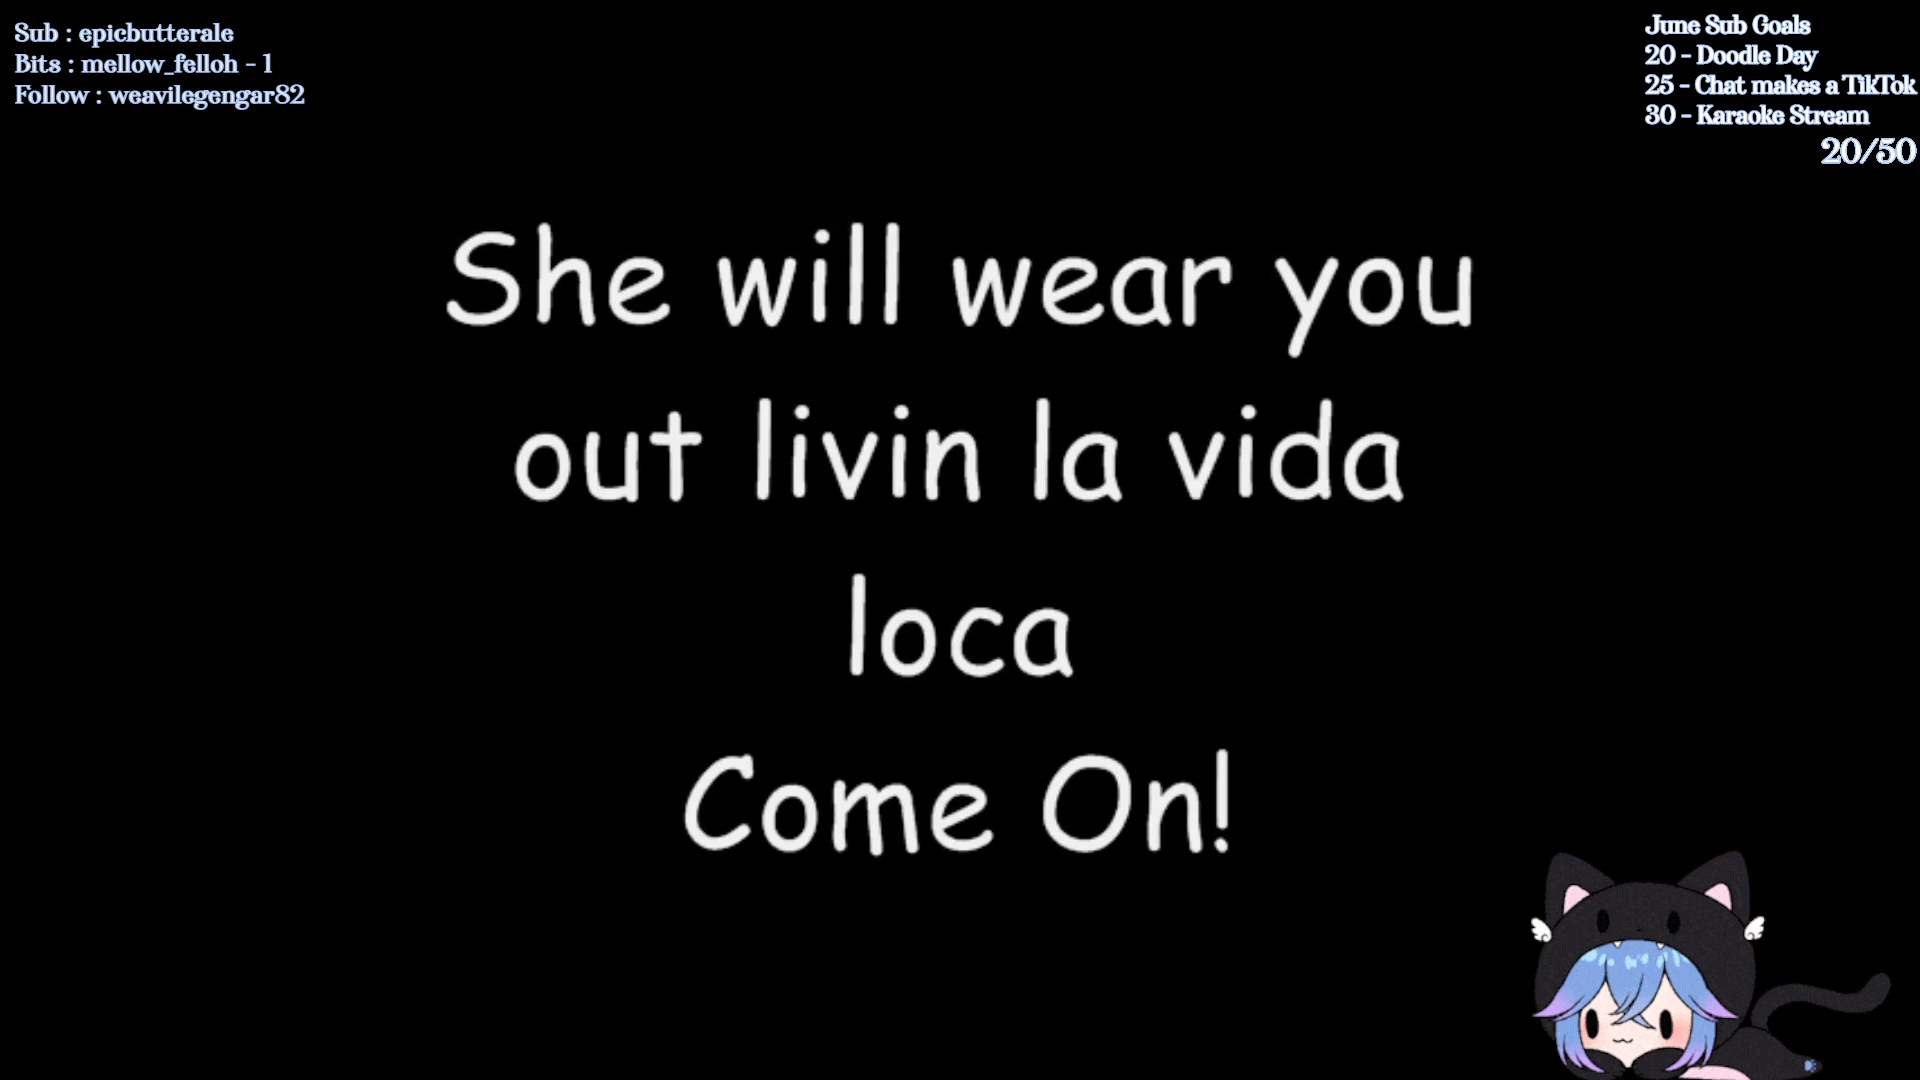 Sub : epicbutterale
Bits : mellow_felloh - 1
Follow : weavilegengar82
June Sub Goals
20 - Doodle Day
25 - Chat makes a TikTok
30 - Karaoke Stream
20/50
She will wear you
out livin la vida
loca
Come On!